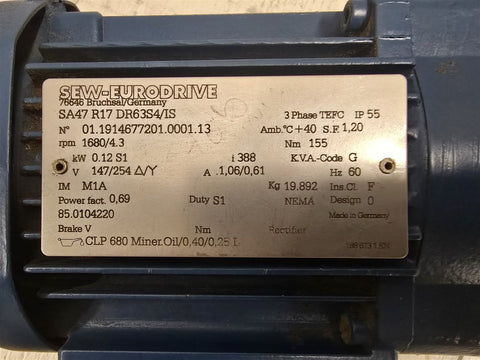 SEW-EURODRIVE
76646 Bruchsal/Germany
SA47 R17 DR63S4/IS 3 Phase TEFC IP 55
N° 01.1914677201.0001.13 Amb.°C +40 S.F 1,20
rpm 1680/4.3 Nm 155
kW 0.12 S1 i 388 K.V.A.-Code G
V 147/254 Δ/Y A 1,06/0,61 Hz 60
IM M1A Kg 19.892 Ins.Cl. F
Power fact. 0,69 Duty S1 NEMA Design 0
85.0104220 Made in Germany
Brake V Nm Rectifier
CLP 680 Miner.Oil/0,40/0,25 L